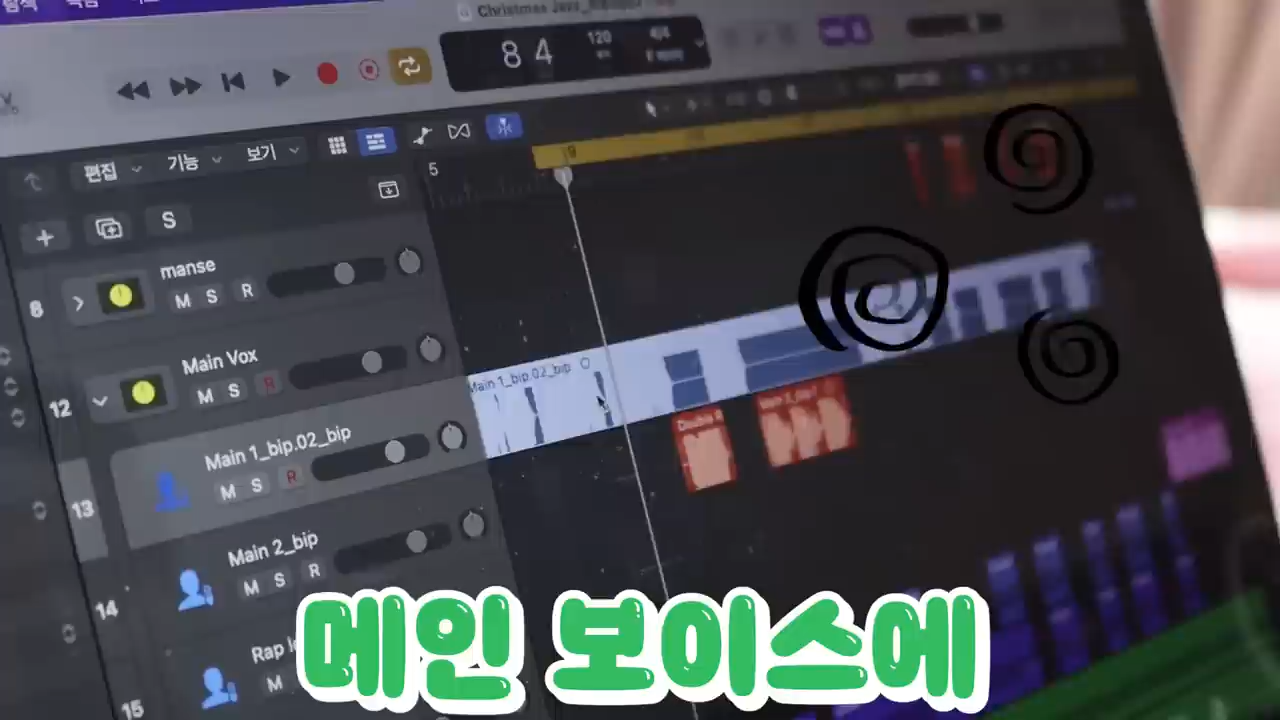 Christmas Jazz
8 4
120
4/4
편집
기능
보기
5
9
S
8
manse
M S R
12
Main Vox
M S R
Main 1_bip.02_bip
13
Main 1_bip.02_bip
M S R
14
Main 2_bip
M S R
15
Rap
M
메인 보이스에